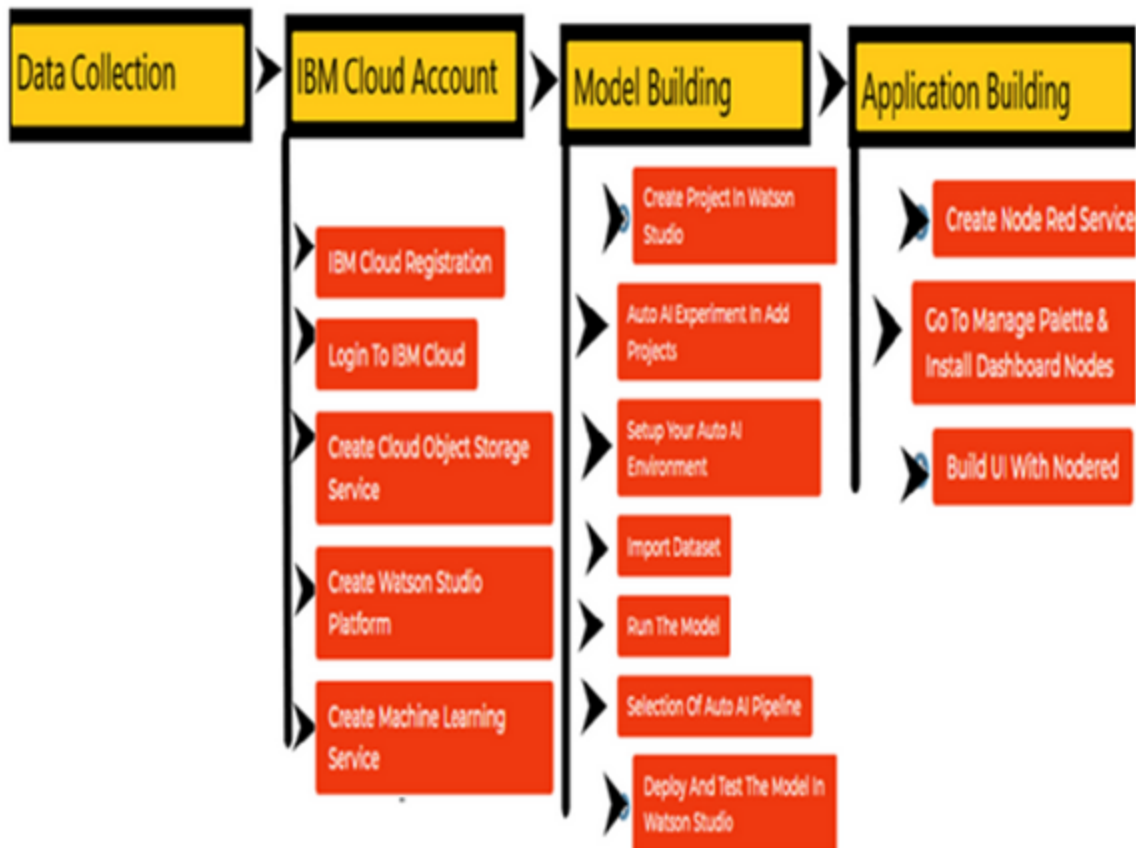 Data Collection
IBM Cloud Account
Model Building
Application Building
IBM Cloud Registration
Login To IBM Cloud
Create Cloud Object Storage
Service
Create Watson Studio
Platform
Create Machine Learning
Service
Create Project In Watson
Studio
Auto AI Experiment In Add
Projects
Setup Your Auto AI
Environment
Import Dataset
Run The Model
Selection Of Auto AI Pipeline
Deploy And Test The Model In
Watson Studio
Create Node Red Service
Go To Manage Palette &
Install Dashboard Nodes
Build UI With Nodered